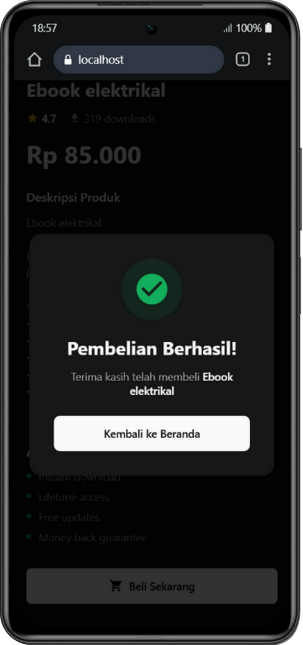 18:57
100%
localhost
1
Ebook elektrikal
4.7 319 downloads
Rp 85.000
Deskripsi Produk
Ebook elektrikal
Pembelian Berhasil!
Terima kasih telah membeli Ebook
elektrikal
Kembali ke Beranda
Instant download
Lifetime access
Free updates
Money back guarantee
Beli Sekarang